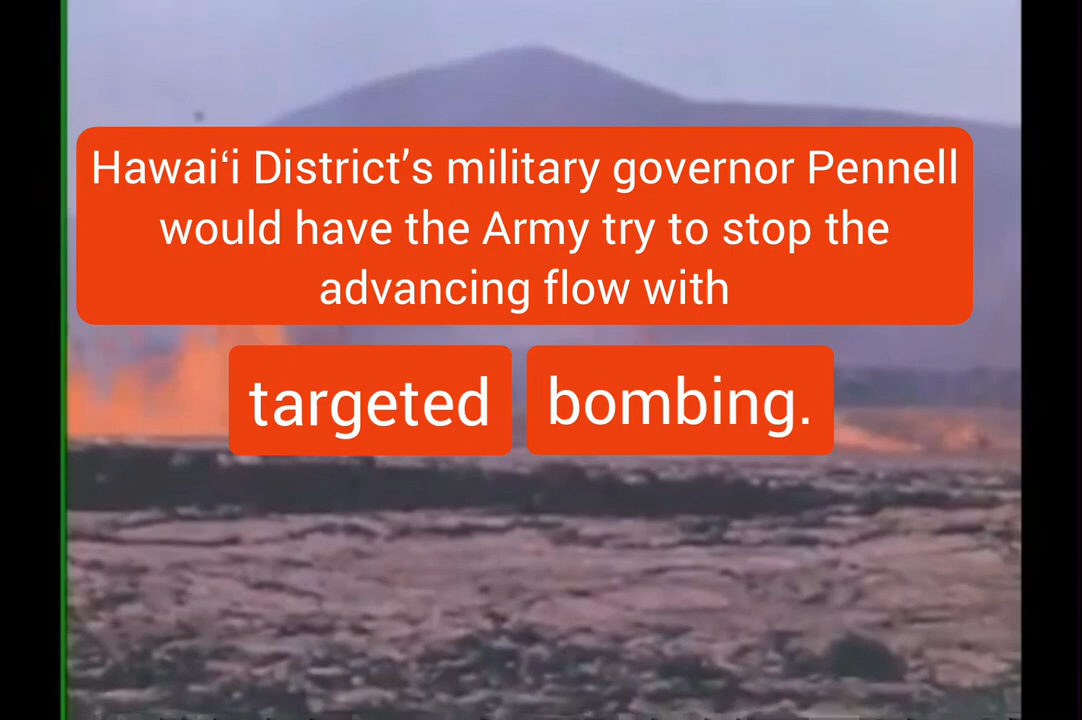 Hawaiʻi District’s military governor Pennell
would have the Army try to stop the
advancing flow with
targeted bombing.